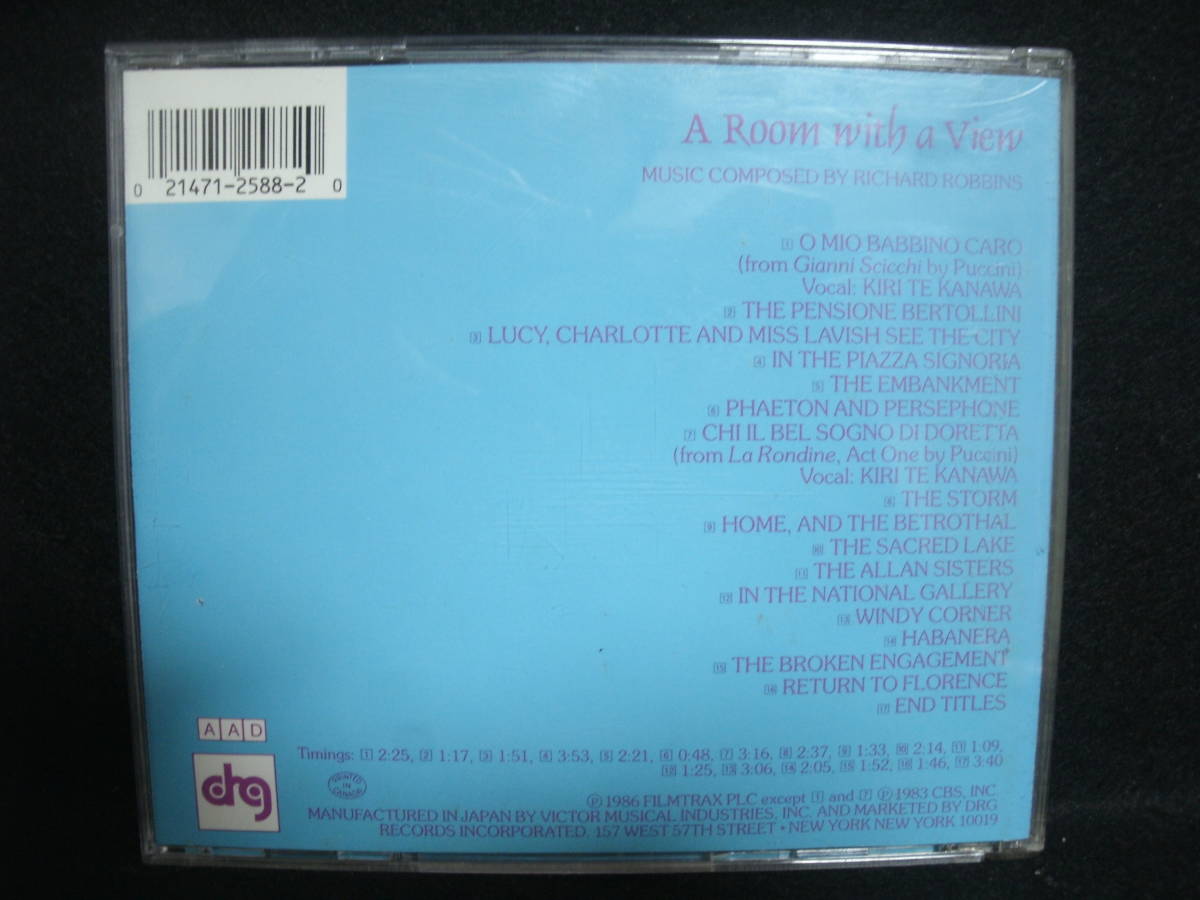 0 21471-2588-2 0
A Room with a View
MUSIC COMPOSED BY RICHARD ROBBINS
1 O MIO BABBINO CARO
(from Gianni Scicchi by Puccini)
Vocal: KIRI TE KANAWA
2 THE PENSIONE BERTOLLINI
3 LUCY, CHARLOTTE AND MISS LAVISH SEE THE CITY
4 IN THE PIAZZA SIGNORIA
5 THE EMBANKMENT
6 PHAETON AND PERSEPHONE
7 CHI IL BEL SOGNO DI DORETTA
(from La Rondine, Act One by Puccini)
Vocal: KIRI TE KANAWA
8 THE STORM
9 HOME, AND THE BETROTHAL
10 THE SACRED LAKE
11 THE ALLAN SISTERS
12 IN THE NATIONAL GALLERY
13 WINDY CORNER
14 HABANERA
15 THE BROKEN ENGAGEMENT
16 RETURN TO FLORENCE
17 END TITLES
AAD
drg
Timings: 1 2:25, 2 1:17, 3 1:51, 4 3:53, 5 2:21, 6 0:48, 7 3:16, 8 2:37, 9 1:33, 10 2:14, 11 1:09,
12 1:25, 13 3:06, 14 2:05, 15 1:52, 16 1:46, 17 3:40
PRINTED IN CANADA
℗ 1986 FILMTRAX PLC except 1 and 7 ℗ 1983 CBS, INC.
MANUFACTURED IN JAPAN BY VICTOR MUSICAL INDUSTRIES, INC. AND MARKETED BY DRG
RECORDS INCORPORATED, 157 WEST 57TH STREET • NEW YORK NEW YORK 10019